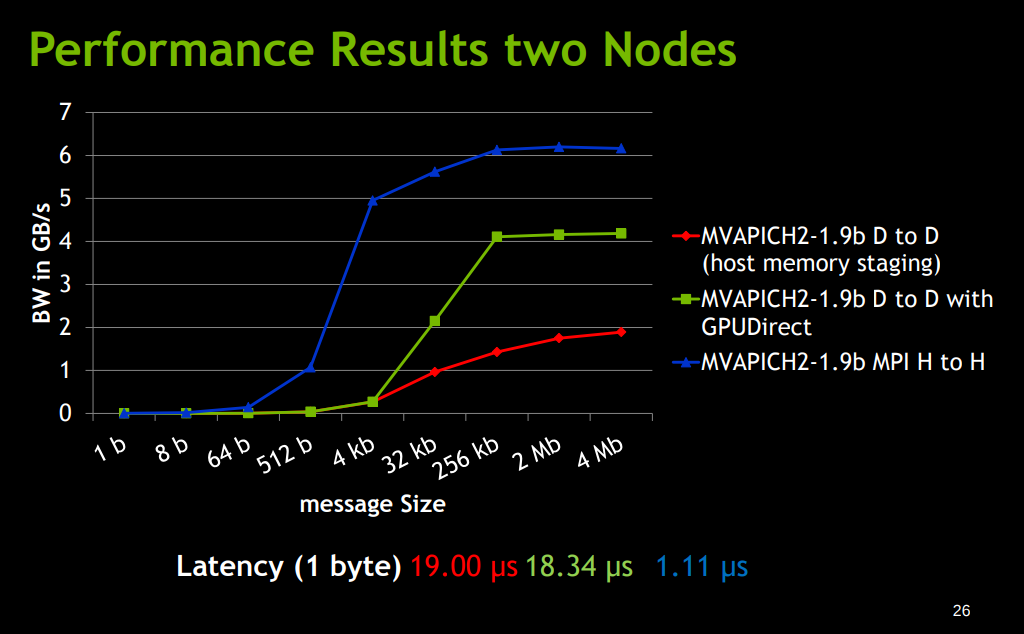 Performance Results two Nodes
7
6
5
4
3
2
1
0
BW in GB/s
1 b
8 b
64 b
512 b
4 kb
32 kb
256 kb
2 Mb
4 Mb
message Size
MVAPICH2-1.9b D to D
(host memory staging)
MVAPICH2-1.9b D to D with
GPUDirect
MVAPICH2-1.9b MPI H to H
Latency (1 byte) 19.00 µs 18.34 µs 1.11 µs
26